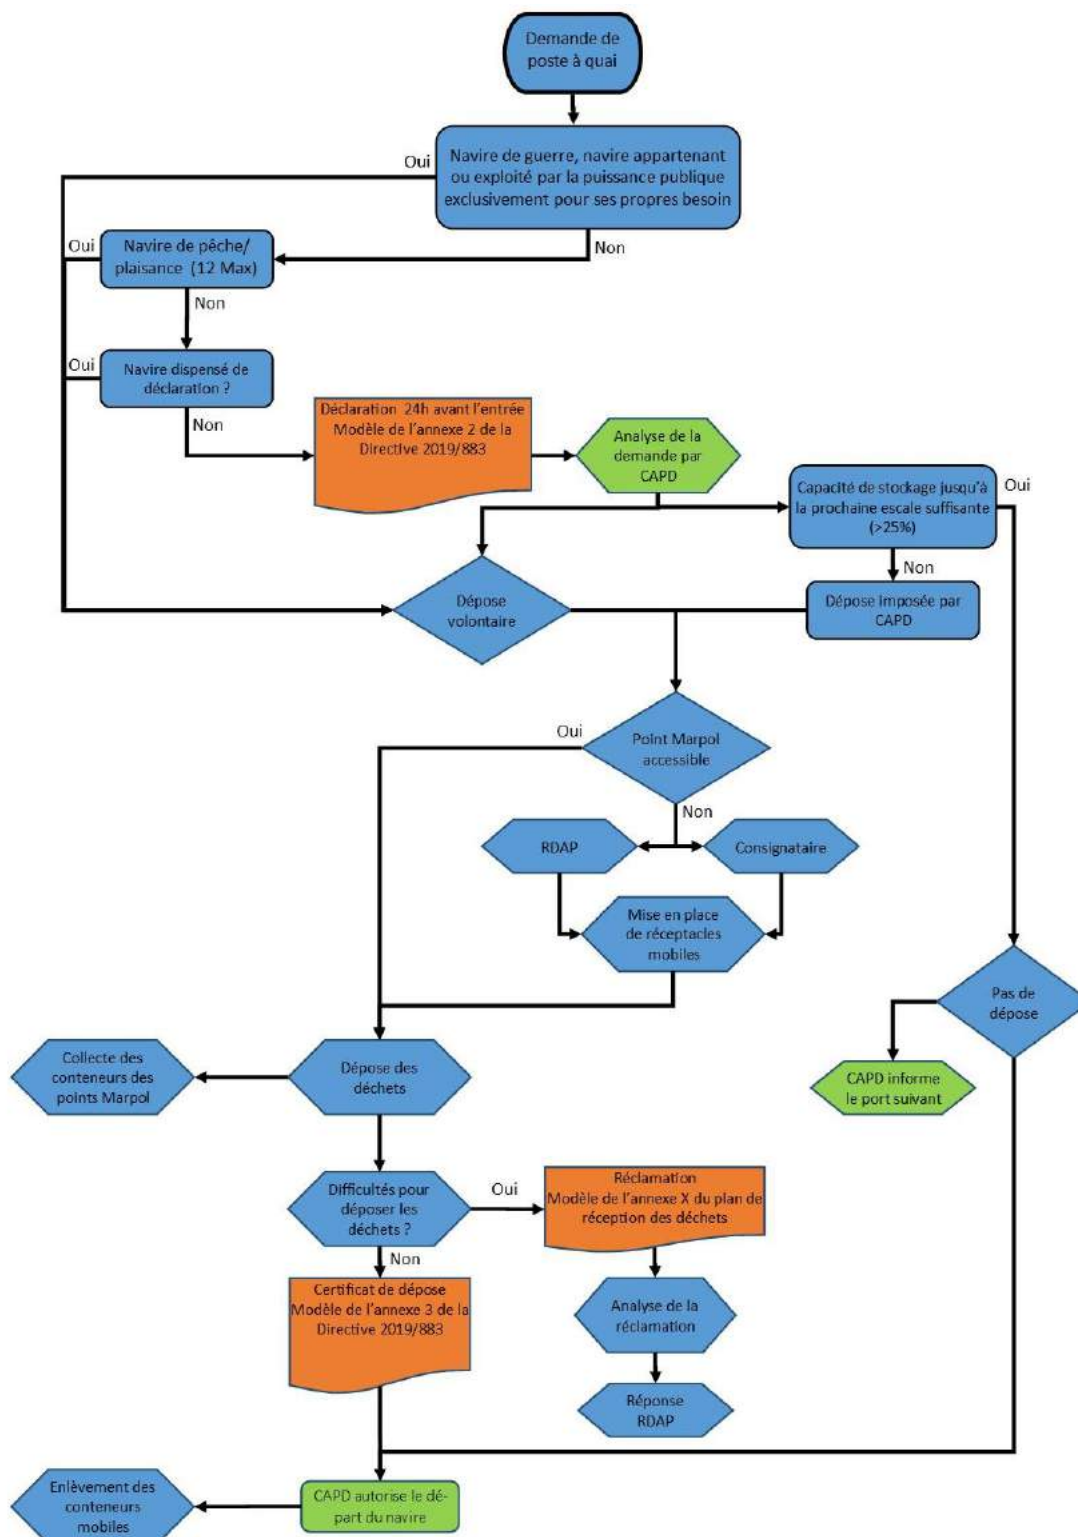 Demande de
poste à quai
Oui
Navire de guerre, navire appartenant
ou exploité par la puissance publique
exclusivement pour ses propres besoin
Non
Oui
Navire de pêche/
plaisance (12 Max)
Non
Oui
Navire dispensé de
déclaration ?
Non
Déclaration 24h avant l'entrée
Modèle de l'annexe 2 de la
Directive 2019/883
Analyse de la
demande par
CAPD
Capacité de stockage jusqu'à
la prochaine escale suffisante
(>25%)
Oui
Non
Dépose
volontaire
Dépose imposée par
CAPD
Oui
Point Marpol
accessible
Non
RDAP
Consignataire
Mise en place
de réceptacles
mobiles
Pas de
dépose
Collecte des
conteneurs des
points Marpol
Dépose des
déchets
CAPD informe
le port suivant
Difficultés pour
déposer les
déchets ?
Oui
Réclamation
Modèle de l'annexe X du plan de
réception des déchets
Non
Certificat de dépose
Modèle de l'annexe 3 de la
Directive 2019/883
Analyse de la
réclamation
Réponse
RDAP
Enlèvement des
conteneurs
mobiles
CAPD autorise le dé-
part du navire